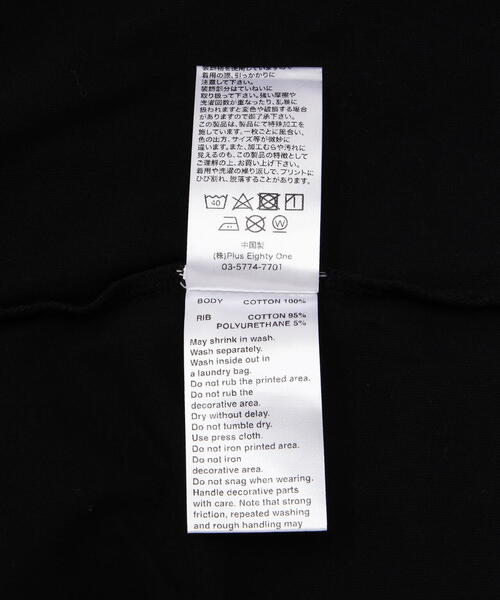 装飾糸を使用していますので
着用の際、引っかかりに
注意して下さい。
装飾部分はていねいに
取り扱って下さい。強い摩擦や
洗濯回数が重なったり、乱暴に
扱われますと変色や破損する場合
がありますので御了承下さい。
この製品は、製品にて特殊加工を
施しています。一枚ごとに風合い、
色の出方、サイズ等が微妙に
違います。また、加工むらや汚れに
見えるのも、この製品の特徴として
ご理解の上、お買い上げ下さい。
着用や洗濯の繰り返しで、プリントに
ひび割れ、脱落することがあります。
40
W
中国製
(株)Plus Eighty One
03-5774-7701
BODY COTTON 100%
RIB COTTON 95%
POLYURETHANE 5%
May shrink in wash.
Wash separately.
Wash inside out in
a laundry bag.
Do not rub the printed area.
Do not rub the
decorative area.
Dry without delay.
Do not tumble dry.
Use press cloth.
Do not iron printed area.
Do not iron
decorative area.
Do not snag when wearing.
Handle decorative parts
with care. Note that strong
friction, repeated washing
and rough handling may